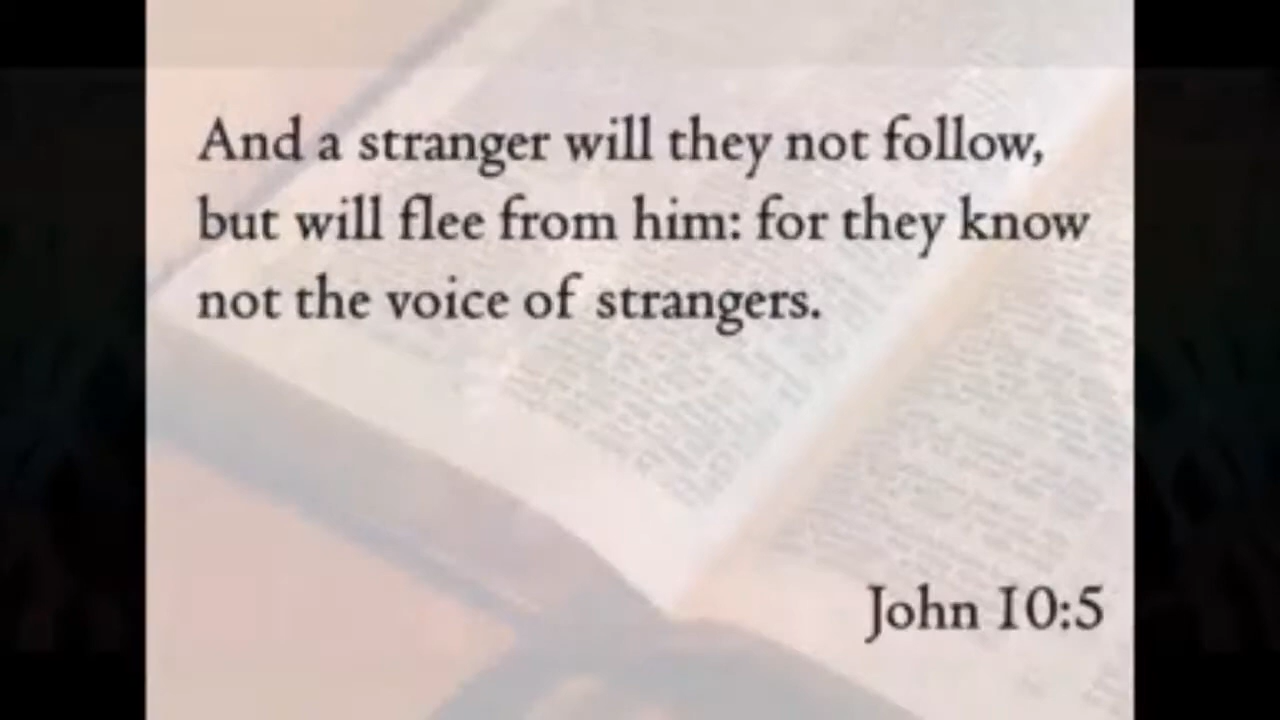 And a stranger will they not follow,
but will flee from him: for they know
not the voice of strangers.
John 10:5